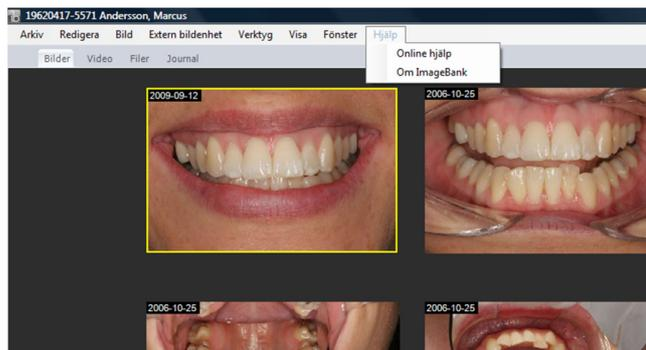 19620417-5571 Andersson, Marcus
Arkiv Redigera Bild Extern bildenhet Verktyg Visa Fönster Hjälp
Online hjälp
Om ImageBank
Bilder Video Filer Journal
2009-09-12 2006-10-25
2006-10-25 2006-10-25